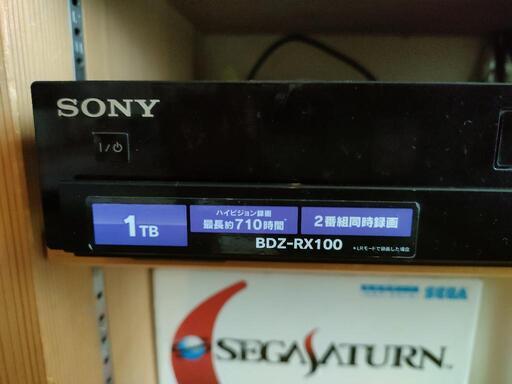 SONY
I/⏻
1TB
ハイビジョン録画
最長約710時間*
2番組同時録画
BDZ-RX100
*LRモードで録画した場合
SEGA
SEGASATURN™